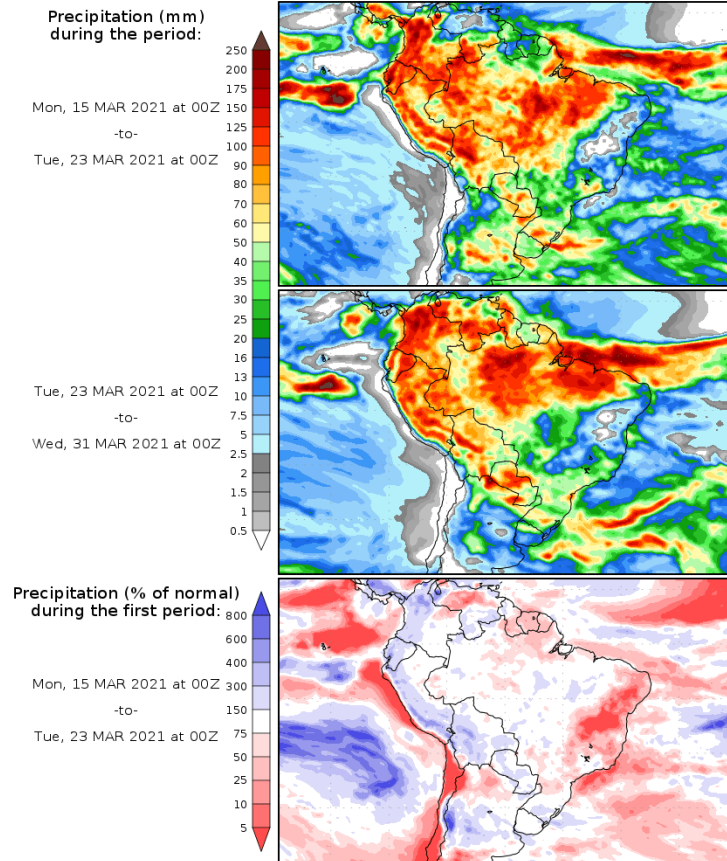 Precipitation (mm)
during the period:
Mon, 15 MAR 2021 at 00Z
-to-
Tue, 23 MAR 2021 at 00Z
250
200
175
150
125
100
90
80
70
60
50
40
35
30
25
20
16
13
10
7.5
5
2.5
2
1.5
1
0.5
Tue, 23 MAR 2021 at 00Z
-to-
Wed, 31 MAR 2021 at 00Z
Precipitation (% of normal)
during the first period:
Mon, 15 MAR 2021 at 00Z
-to-
Tue, 23 MAR 2021 at 00Z
800
600
400
300
150
75
50
25
10
5